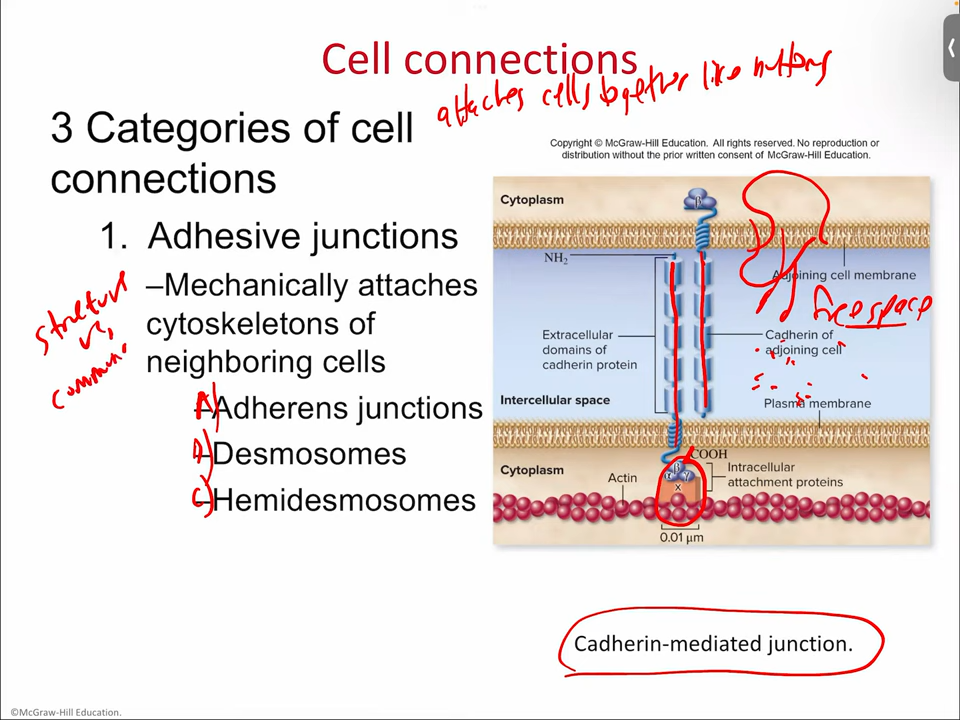 Cell connections
attaches cells together like buttons
3 Categories of cell
connections
1. Adhesive junctions
–Mechanically attaches
cytoskeletons of
neighboring cells
structure
vs,
commun.
A)
–Adherens junctions
–Desmosomes
C)
–Hemidesmosomes
Copyright © McGraw-Hill Education. All rights reserved. No reproduction or
distribution without the prior written consent of McGraw-Hill Education.
Cytoplasm
β
NH₂
Adjoining cell membrane
free space
Extracellular
domains of
cadherin protein
Cadherin of
adjoining cell
Intercellular space
Plasma membrane
COOH
Cytoplasm
β
α
γ
x
Actin
Intracellular
attachment proteins
0.01 μm
Cadherin-mediated junction.
©McGraw-Hill Education.